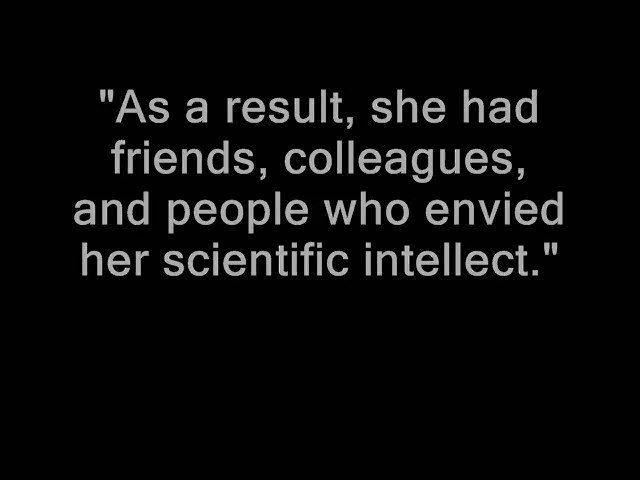 "As a result, she had
friends, colleagues,
and people who envied
her scientific intellect."